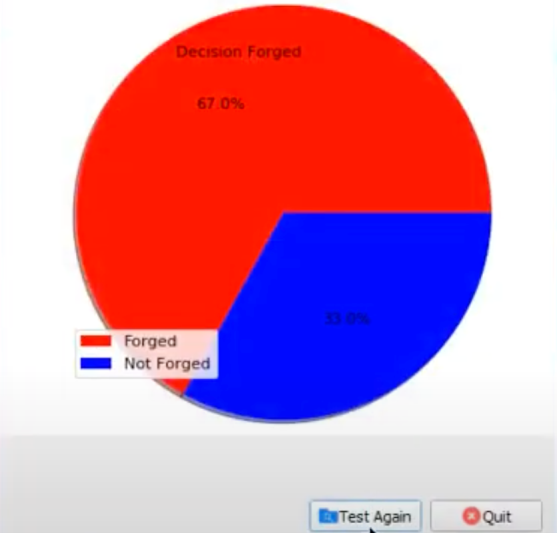 Decision Forged
67.0%
33.0%
Forged
Not Forged
Test Again
Quit